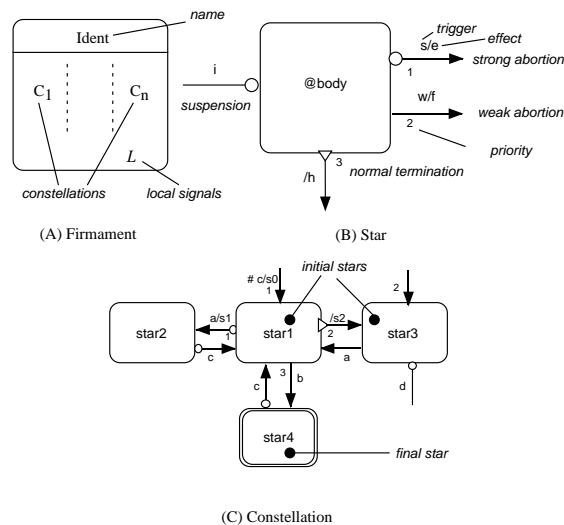 name
Ident
C1
Cn
L
constellations
local signals
(A) Firmament
i
suspension
@body
trigger
s/e
effect
1
strong abortion
w/f
2
weak abortion
priority
3
normal termination
/h
(B) Star
initial stars
# c/s0
1
2
star2
a/s1
1
c
star1
/s2
2
a
star3
3
b
c
d
star4
final star
(C) Constellation